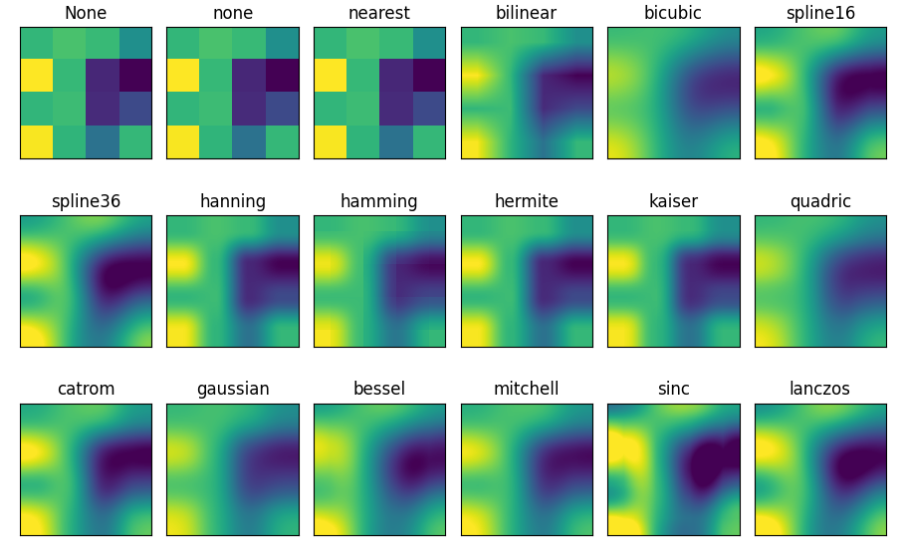 None none nearest bilinear bicubic spline16
spline36 hanning hamming hermite kaiser quadric
catrom gaussian bessel mitchell sinc lanczos